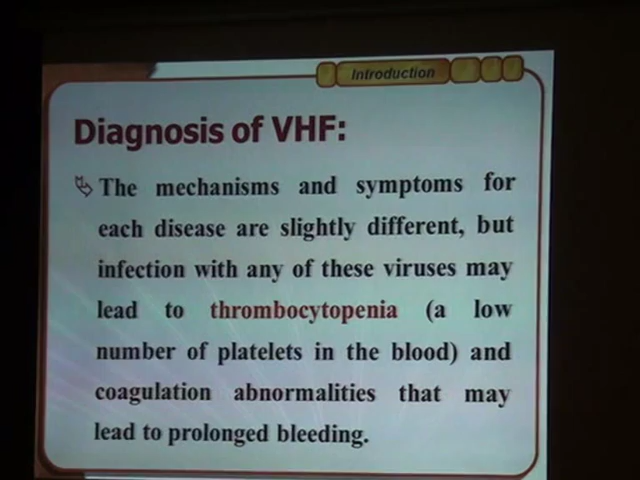 Introduction
Diagnosis of VHF:
The mechanisms and symptoms for
each disease are slightly different, but
infection with any of these viruses may
lead to thrombocytopenia (a low
number of platelets in the blood) and
coagulation abnormalities that may
lead to prolonged bleeding.